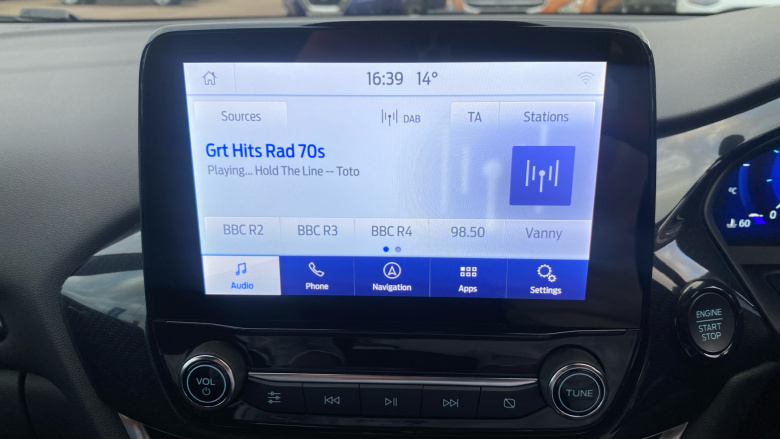 16:39 14°
Sources DAB TA Stations
Grt Hits Rad 70s
Playing... Hold The Line -- Toto
BBC R2 BBC R3 BBC R4 98.50 Vanny
Audio Phone Navigation Apps Settings
°C
60 0
ENGINE
START
STOP
VOL
TUNE